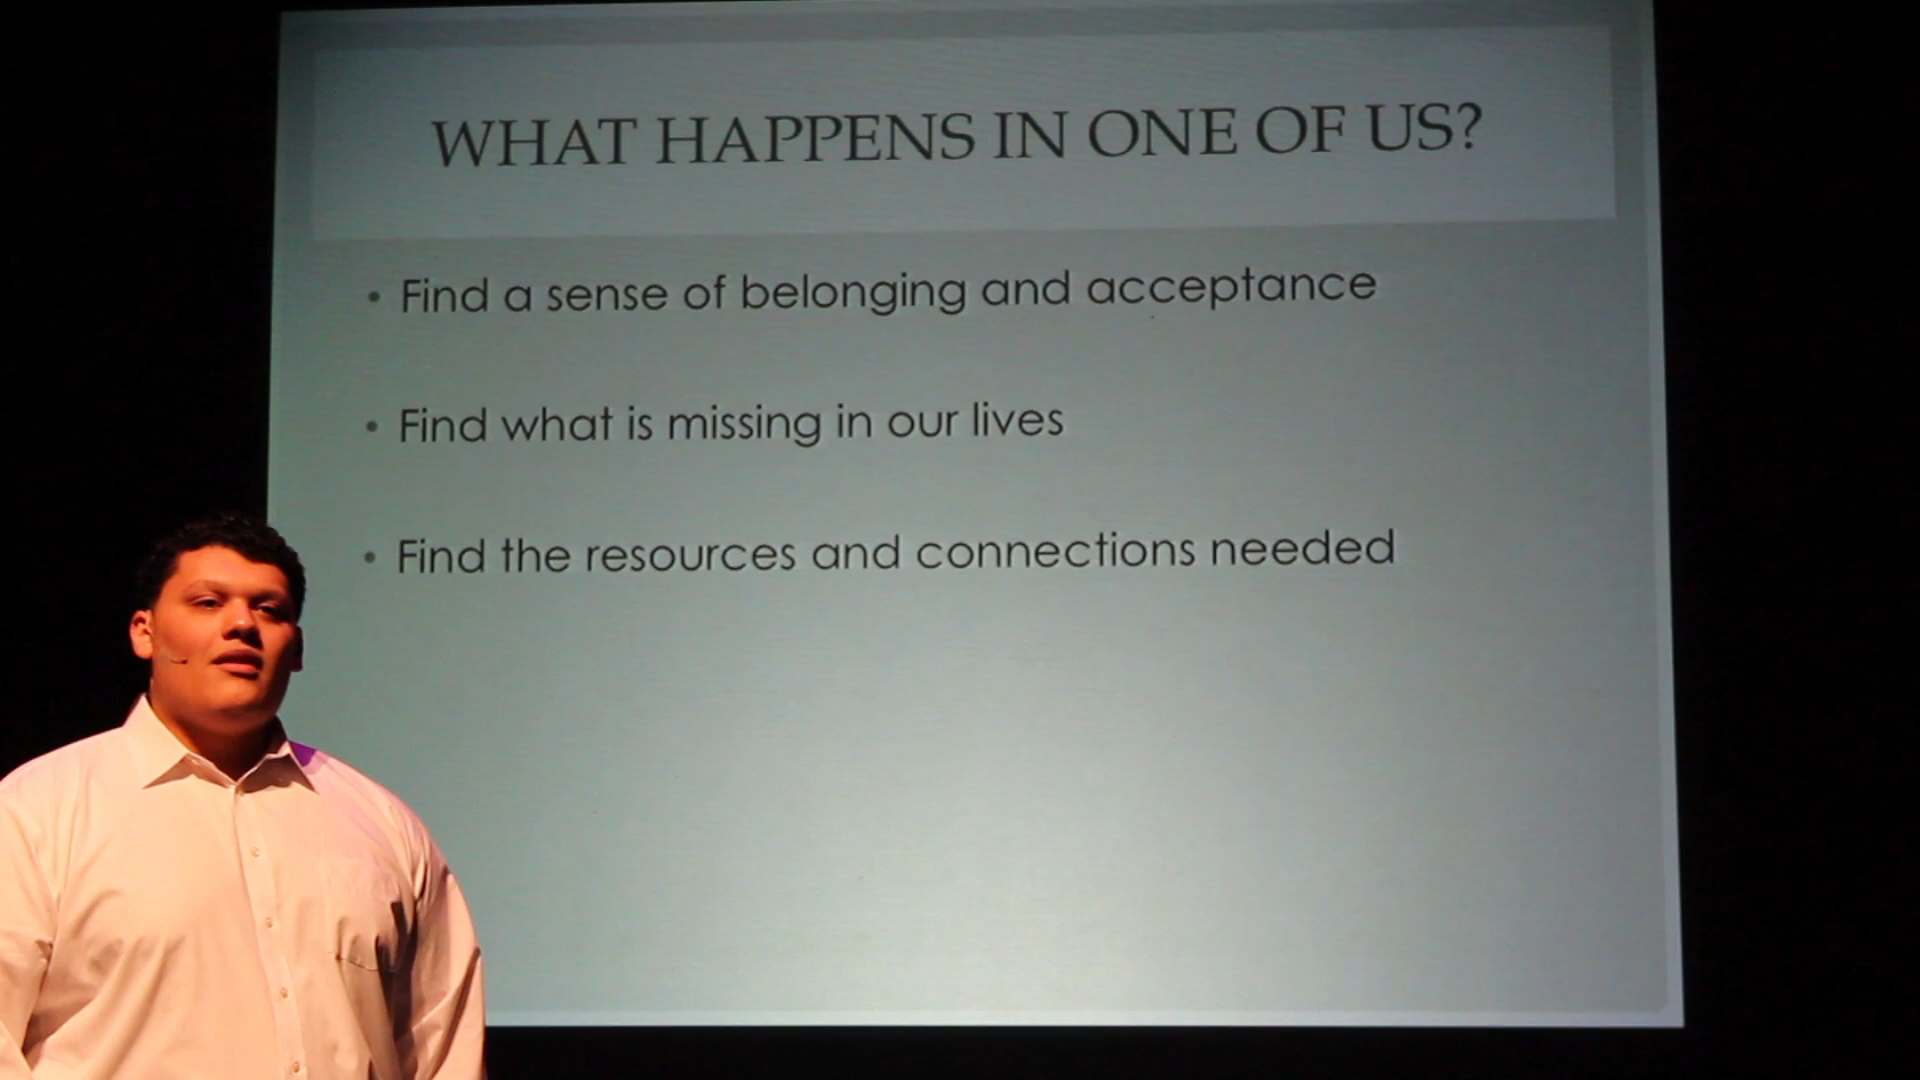 WHAT HAPPENS IN ONE OF US?
• Find a sense of belonging and acceptance
• Find what is missing in our lives
• Find the resources and connections needed